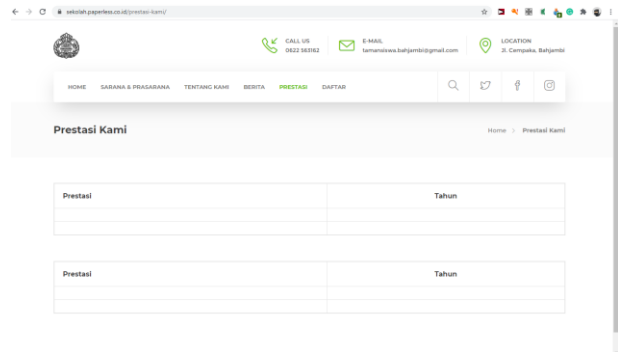 sekolah.paperless.co.id/prestasi-kami/
CALL US
0622 563162
E-MAIL
tamansiswa.bahjambi@gmail.com
LOCATION
Jl. Cempaka, Bahjambi
HOME SARANA & PRASARANA TENTANG KAMI BERITA PRESTASI DAFTAR
Prestasi Kami
Home > Prestasi Kami
Prestasi Tahun
Prestasi Tahun